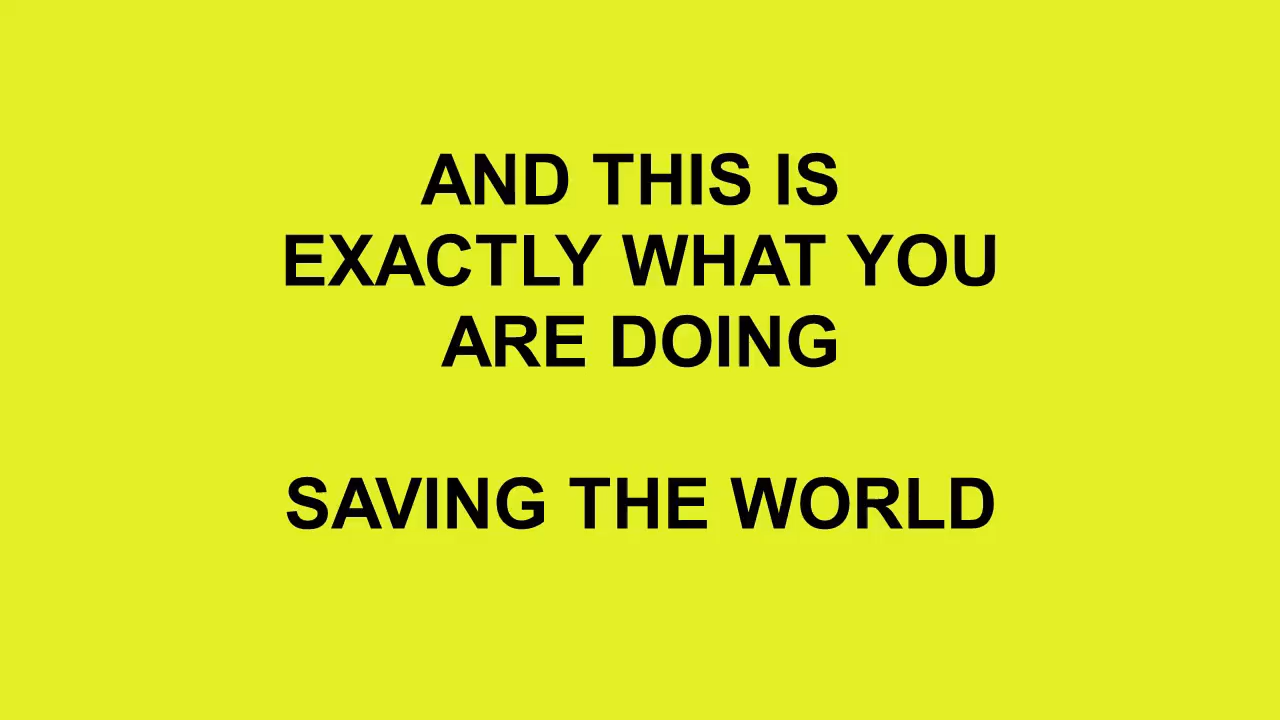 AND THIS IS
EXACTLY WHAT YOU
ARE DOING
SAVING THE WORLD